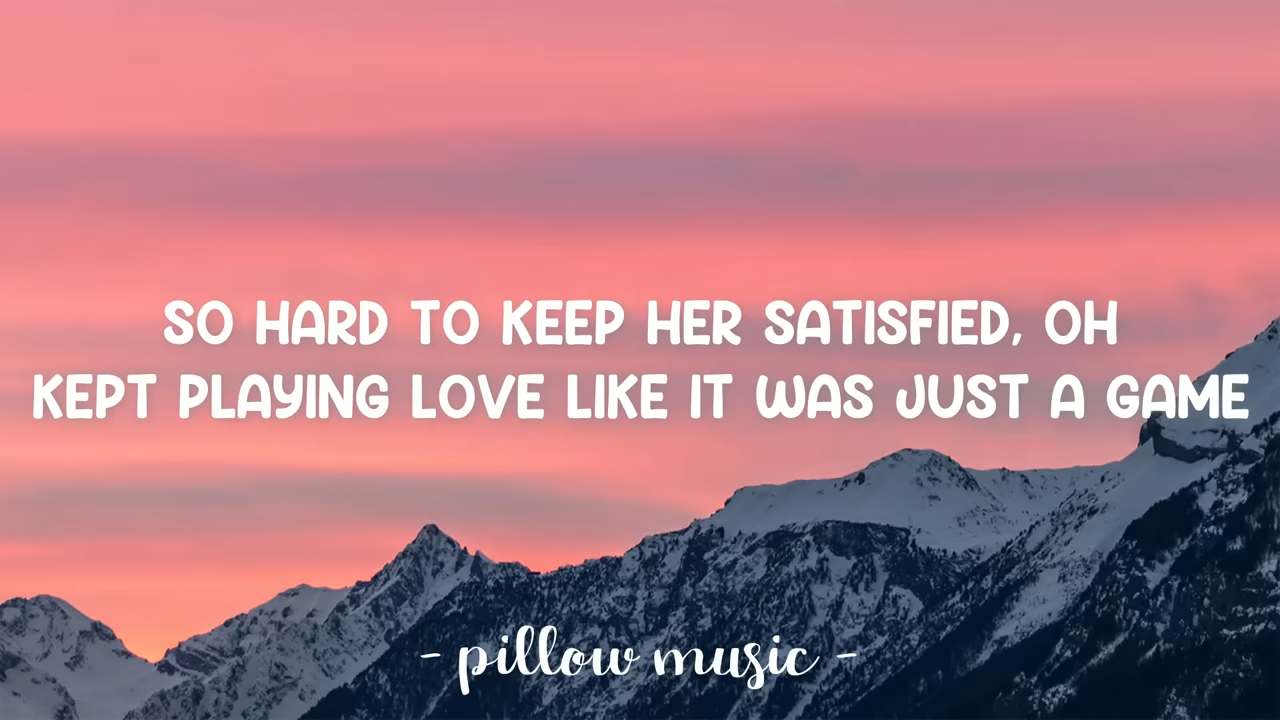 SO HARD TO KEEP HER SATISFIED, OH
KEPT PLAYING LOVE LIKE IT WAS JUST A GAME
- pillow music -